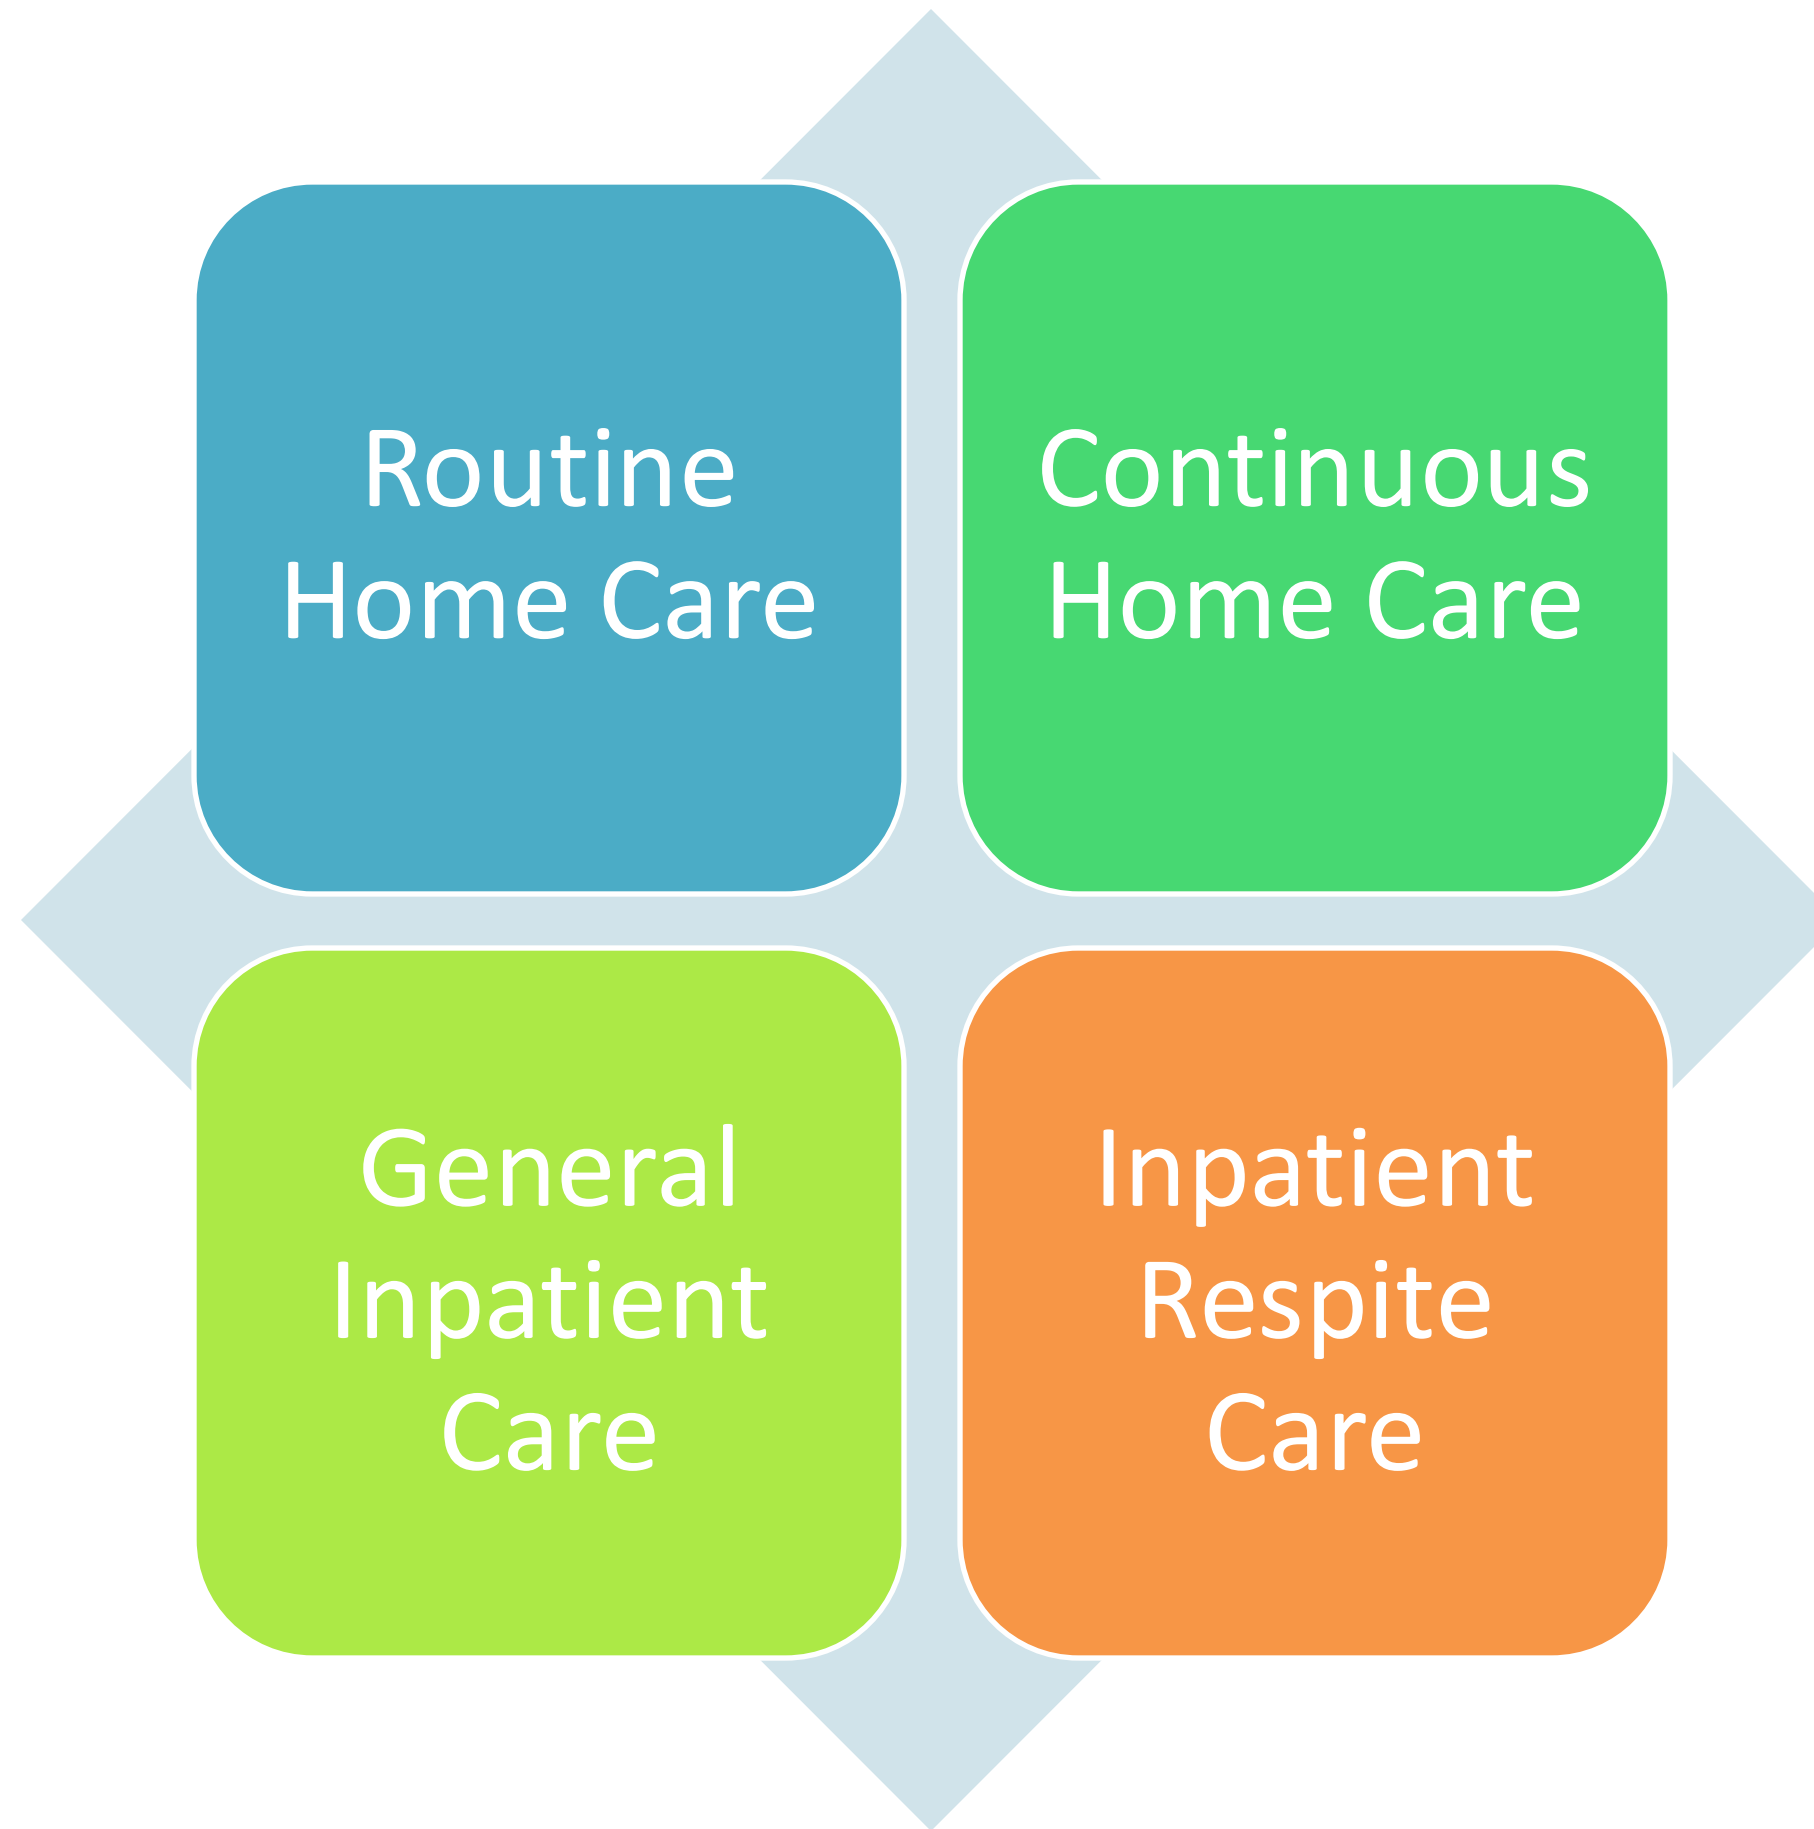 Routine
Home Care
Continuous
Home Care
General
Inpatient
Care
Inpatient
Respite
Care